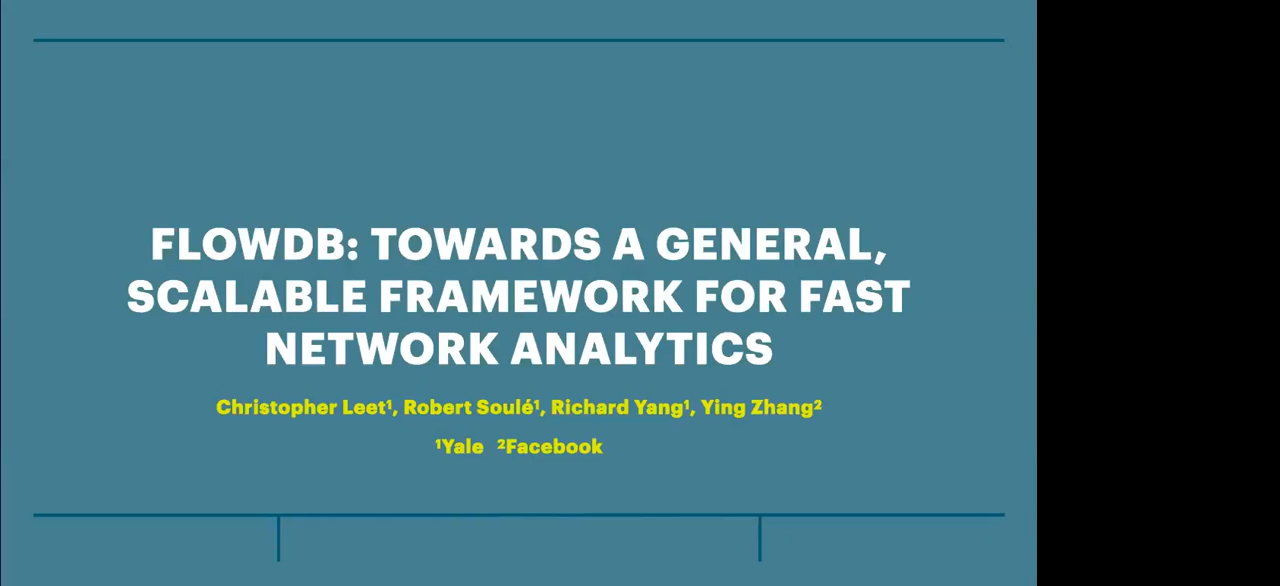 FLOWDB: TOWARDS A GENERAL,
SCALABLE FRAMEWORK FOR FAST
NETWORK ANALYTICS
Christopher Leet¹, Robert Soulé¹, Richard Yang¹, Ying Zhang²
¹Yale ²Facebook